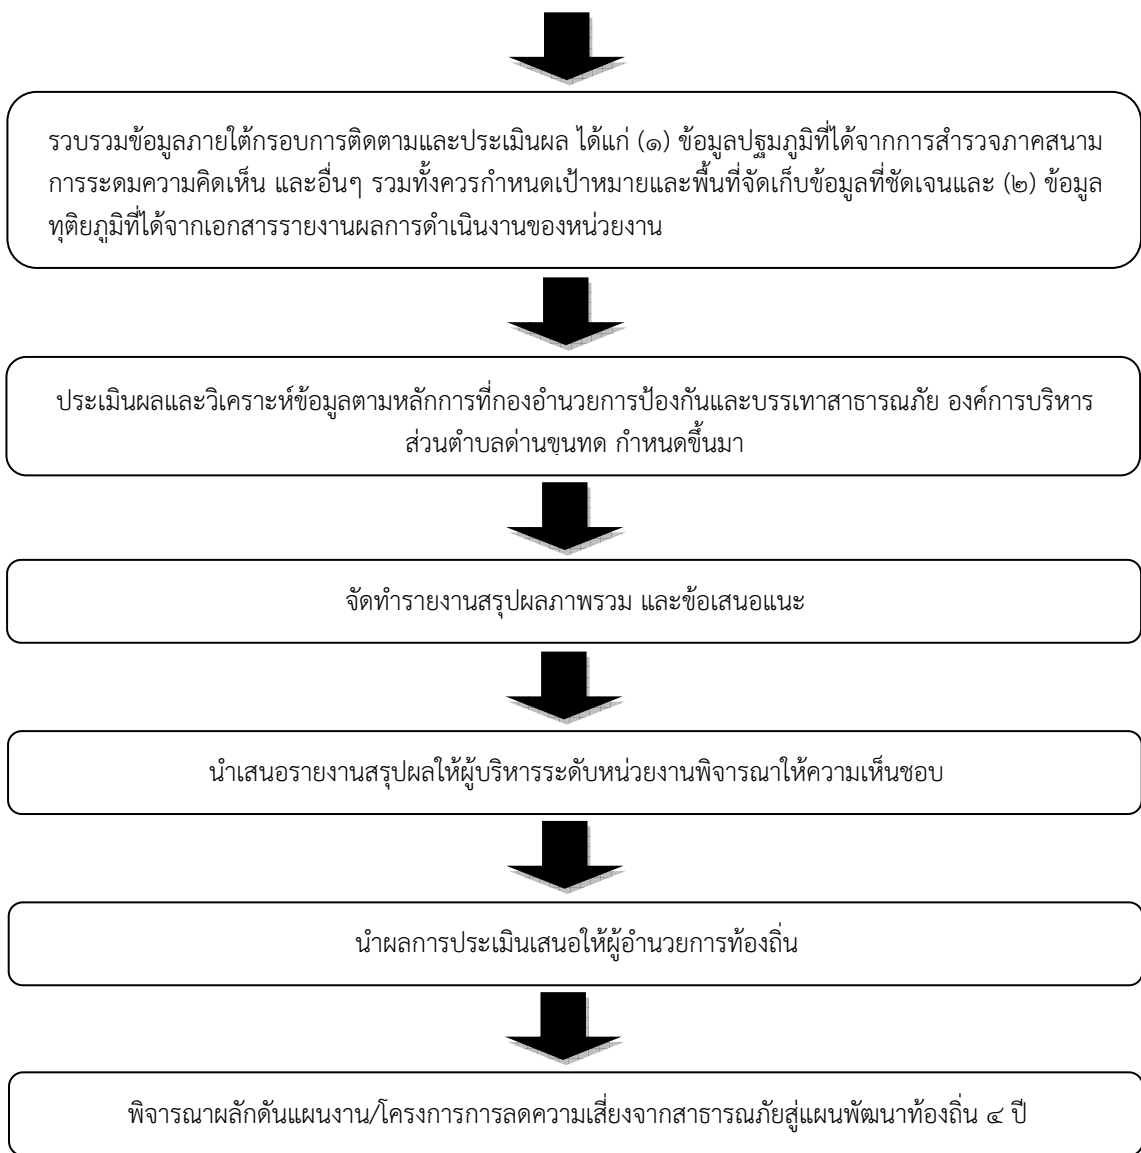 รวบรวมข้อมูลภายใต้กรอบการติดตามและประเมินผล ได้แก่ (๑) ข้อมูลปฐมภูมิที่ได้จากการสำรวจภาคสนาม
การระดมความคิดเห็น และอื่นๆ รวมทั้งควรกำหนดเป้าหมายและพื้นที่จัดเก็บข้อมูลที่ชัดเจนและ (๒) ข้อมูล
ทุติยภูมิที่ได้จากเอกสารรายงานผลการดำเนินงานของหน่วยงาน
ประเมินผลและวิเคราะห์ข้อมูลตามหลักการที่กองอำนวยการป้องกันและบรรเทาสาธารณภัย องค์การบริหาร
ส่วนตำบลด่านขุนทด กำหนดขึ้นมา
จัดทำรายงานสรุปผลภาพรวม และข้อเสนอแนะ
นำเสนอรายงานสรุปผลให้ผู้บริหารระดับหน่วยงานพิจารณาให้ความเห็นชอบ
นำผลการประเมินเสนอให้ผู้อำนวยการท้องถิ่น
พิจารณาผลักดันแผนงาน/โครงการการลดความเสี่ยงจากสาธารณภัยสู่แผนพัฒนาท้องถิ่น ๔ ปี